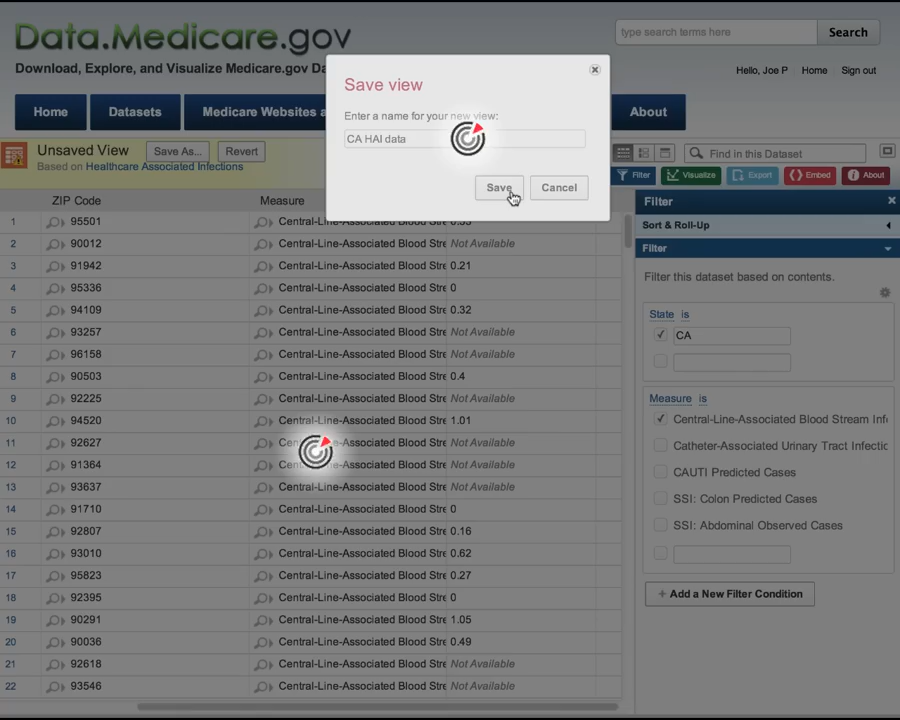 Data.Medicare.gov
type search terms here
Search
Download, Explore, and Visualize Medicare.gov Da
Hello, Joe P Home Sign out
Home Datasets Medicare Websites a About
Save view
Enter a name for your new view:
CA HAI data
Save Cancel
Unsaved View Save As... Revert
Based on Healthcare Associated Infections
Find in this Dataset
Filter Visualize Export Embed About
ZIP Code Measure
1 95501 Central-Line-Associated Blood Stre
2 90012 Central-Line-Associated Blood Stre Not Available
3 91942 Central-Line-Associated Blood Stre 0.21
4 95336 Central-Line-Associated Blood Stre 0
5 94109 Central-Line-Associated Blood Stre 0.32
6 93257 Central-Line-Associated Blood Stre Not Available
7 96158 Central-Line-Associated Blood Stre Not Available
8 90503 Central-Line-Associated Blood Stre 0.4
9 92225 Central-Line-Associated Blood Stre Not Available
10 94520 Central-Line-Associated Blood Stre 1.01
11 92627 Cen e-Associated Blood Stre Not Available
12 91364 Cen e-Associated Blood Stre Not Available
13 93637 Central-Line-Associated Blood Stre Not Available
14 91710 Central-Line-Associated Blood Stre 0
15 92807 Central-Line-Associated Blood Stre 0.16
16 93010 Central-Line-Associated Blood Stre 0.62
17 95823 Central-Line-Associated Blood Stre 0.27
18 92395 Central-Line-Associated Blood Stre 0
19 90291 Central-Line-Associated Blood Stre 1.05
20 90036 Central-Line-Associated Blood Stre 0.49
21 92618 Central-Line-Associated Blood Stre Not Available
22 93546 Central-Line-Associated Blood Stre Not Available
Filter
Sort & Roll-Up
Filter
Filter this dataset based on contents.
State is
CA
Measure is
Central-Line-Associated Blood Stream Inf
Catheter-Associated Urinary Tract Infectic
CAUTI Predicted Cases
SSI: Colon Predicted Cases
SSI: Abdominal Observed Cases
+ Add a New Filter Condition